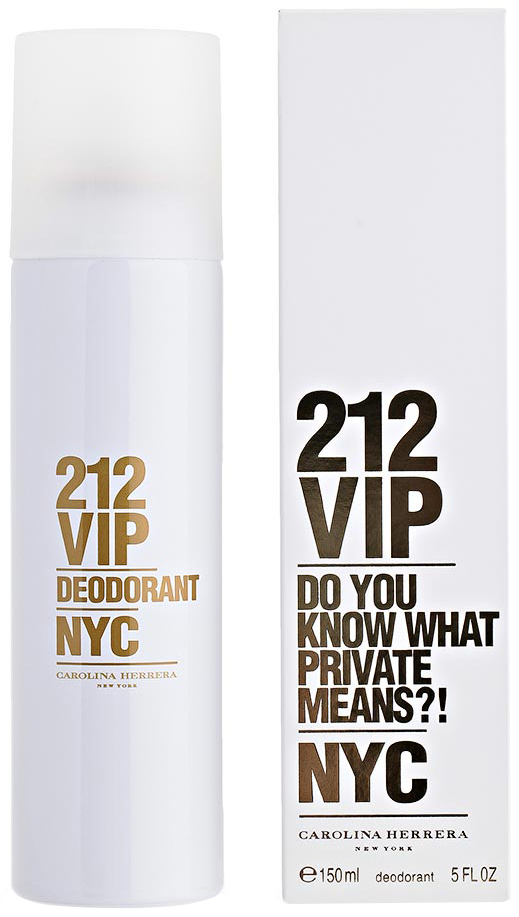 212
VIP
DEODORANT
NYC
CAROLINA HERRERA
NEW YORK
212
VIP
DO YOU
KNOW WHAT
PRIVATE
MEANS?!
NYC
CAROLINA HERRERA
NEW YORK
℮150ml deodorant 5 FL OZ